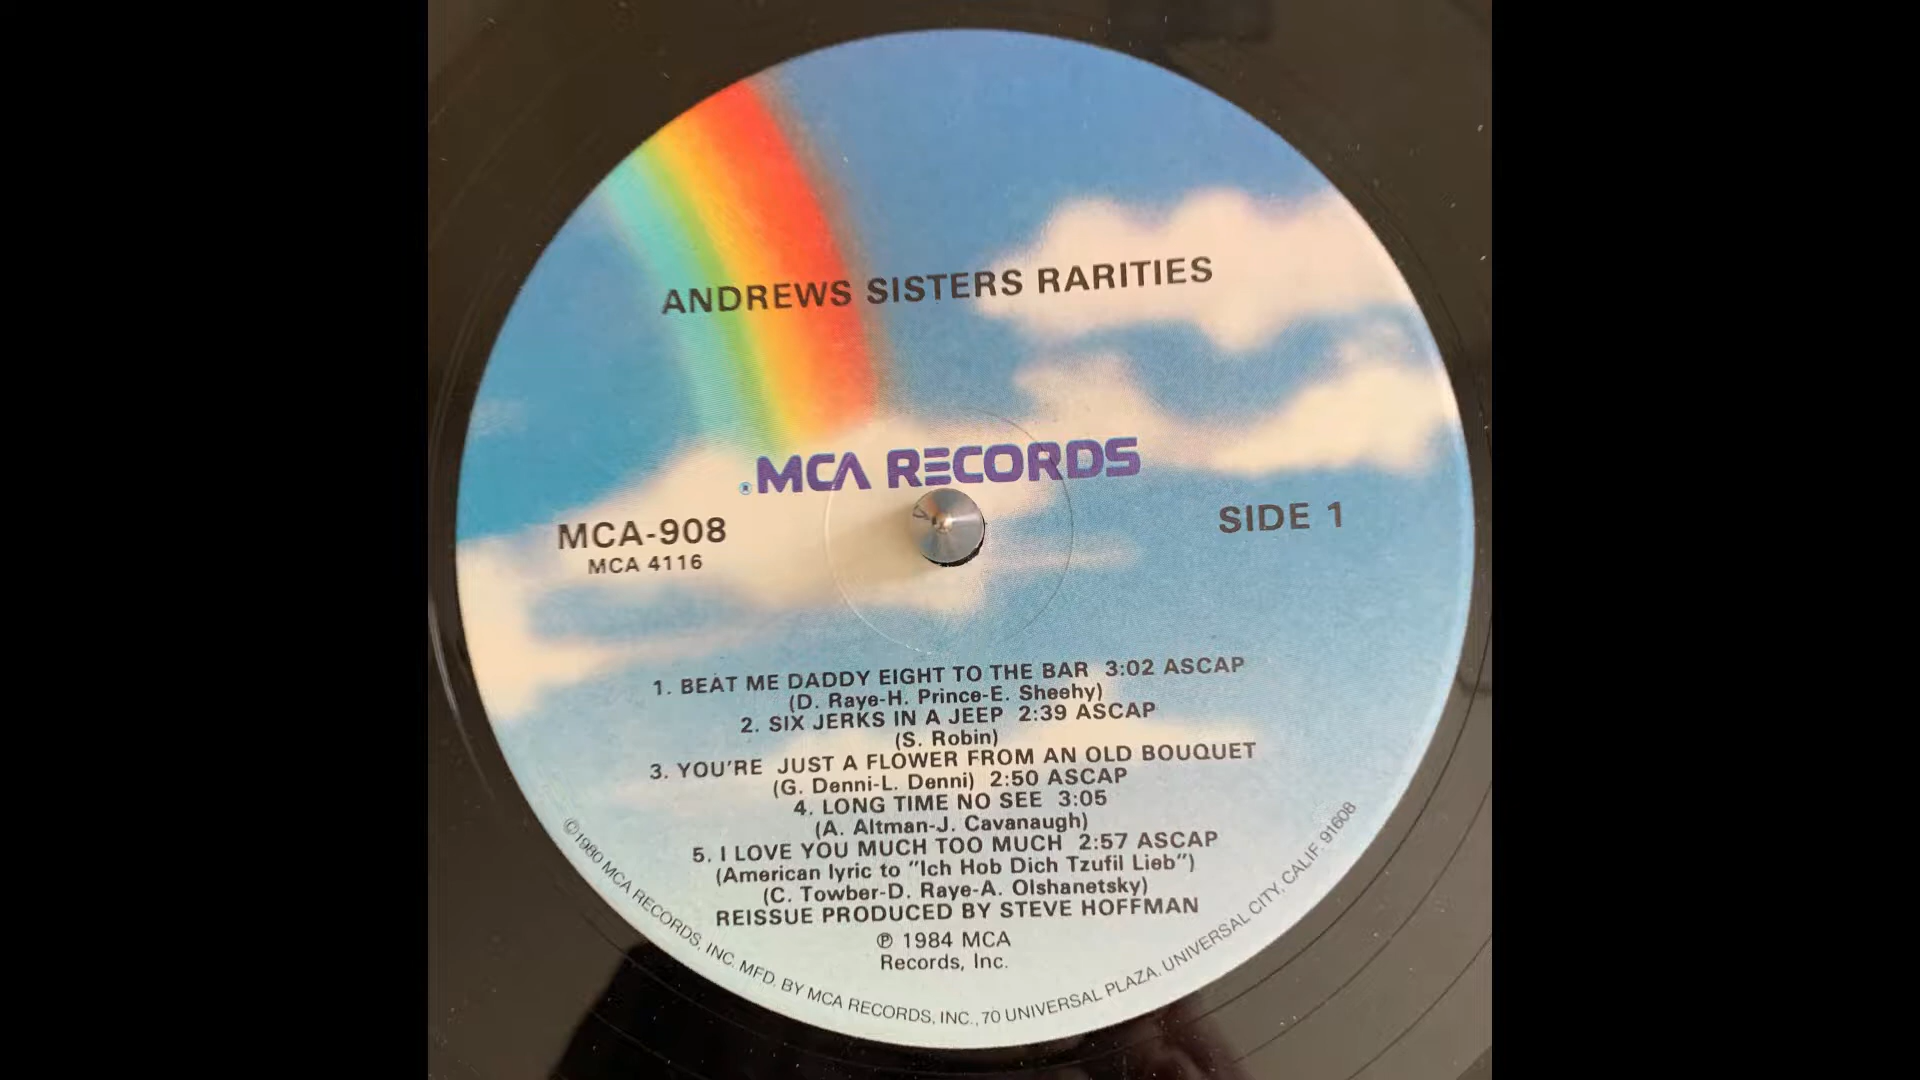 ANDREWS SISTERS RARITIES
®MCA RECORDS
MCA-908
MCA 4116
SIDE 1
1. BEAT ME DADDY EIGHT TO THE BAR 3:02 ASCAP
(D. Raye-H. Prince-E. Sheehy)
2. SIX JERKS IN A JEEP 2:39 ASCAP
(S. Robin)
3. YOU'RE JUST A FLOWER FROM AN OLD BOUQUET
(G. Denni-L. Denni) 2:50 ASCAP
4. LONG TIME NO SEE 3:05
(A. Altman-J. Cavanaugh)
5. I LOVE YOU MUCH TOO MUCH 2:57 ASCAP
(American lyric to "Ich Hob Dich Tzufil Lieb")
(C. Towber-D. Raye-A. Olshanetsky)
REISSUE PRODUCED BY STEVE HOFFMAN
℗ 1984 MCA
Records, Inc.
©1980 MCA RECORDS, INC. MFD. BY MCA RECORDS, INC., 70 UNIVERSAL PLAZA, UNIVERSAL CITY, CALIF. 91608